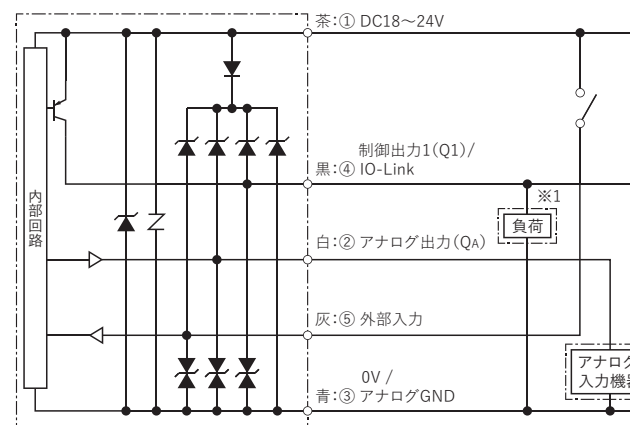 茶:① DC18〜24V
制御出力1(Q1)/
黒:④ IO-Link
※1
負荷
内部回路
白:② アナログ出力(QA)
灰:⑤ 外部入力
アナログ
入力機器
0V /
青:③ アナログGND